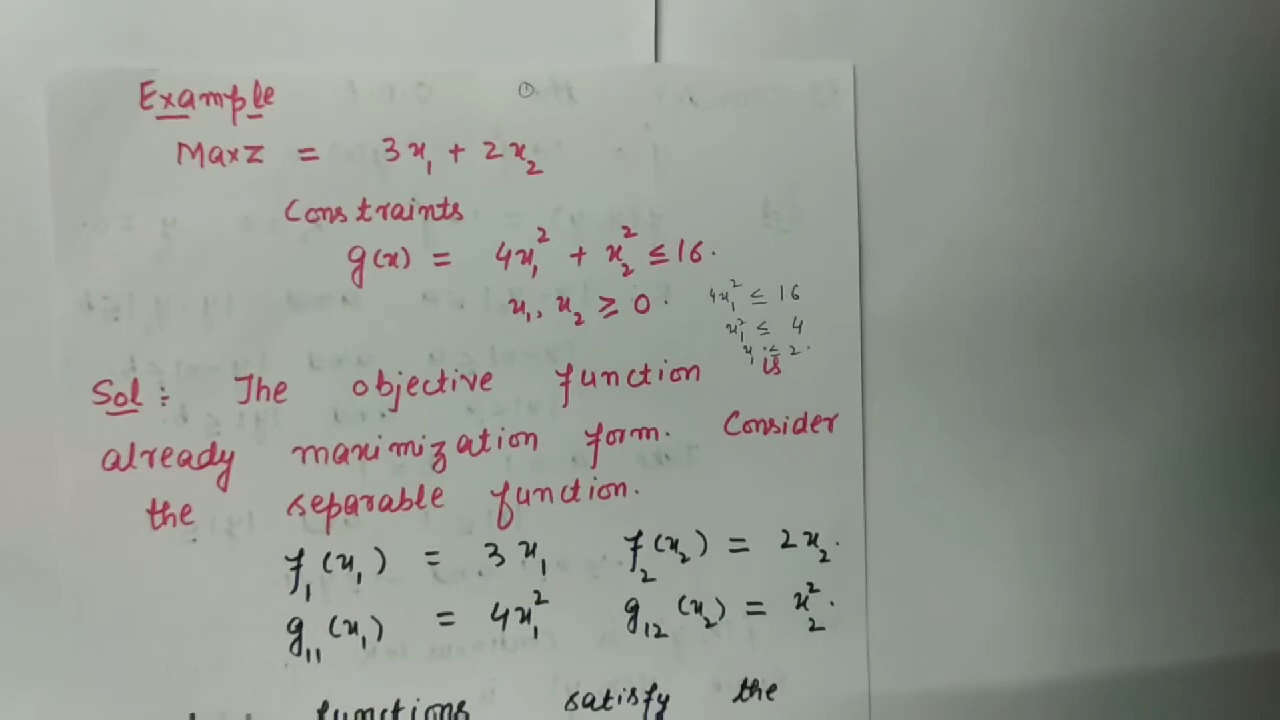 Example ①
Max Z = 3x₁ + 2x₂
Constraints
g(x) = 4x₁² + x₂² ≤ 16.
x₁, x₂ ≥ 0.
4x₁² ≤ 16
x₁² ≤ 4
x₁ ≤ 2.
Sol : The objective function is
already maximization form. Consider
the separable function.
f₁(x₁) = 3x₁ f₂(x₂) = 2x₂.
g₁₁(x₁) = 4x₁² g₁₂(x₂) = x₂².
functions satisfy the